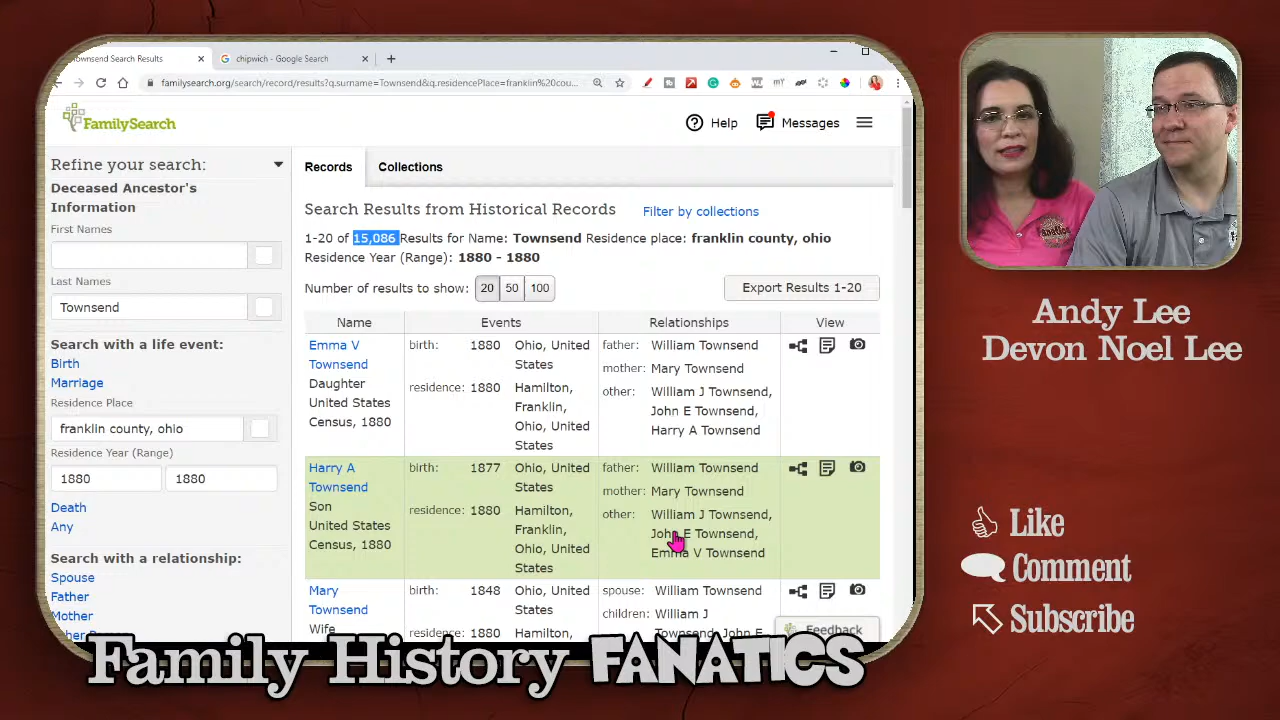 Townsend Search Results
chipwich - Google Search
familysearch.org/search/record/results?q.surname=Townsend&q.residencePlace=franklin%20cou...
FamilySearch
Help
Messages
Refine your search:
Deceased Ancestor's
Information
First Names
Last Names
Townsend
Search with a life event:
Birth
Marriage
Residence Place
franklin county, ohio
Residence Year (Range)
1880 1880
Death
Any
Search with a relationship:
Spouse
Father
Mother
Records Collections
Search Results from Historical Records Filter by collections
1-20 of 15,086 Results for Name: Townsend Residence place: franklin county, ohio
Residence Year (Range): 1880 - 1880
Number of results to show: 20 50 100 Export Results 1-20
Name Events Relationships View
Emma V birth: 1880 Ohio, United father: William Townsend
Townsend States mother: Mary Townsend
Daughter residence: 1880 Hamilton, other: William J Townsend,
United States Franklin, John E Townsend,
Census, 1880 Ohio, United Harry A Townsend
States
Harry A birth: 1877 Ohio, United father: William Townsend
Townsend States mother: Mary Townsend
Son residence: 1880 Hamilton, other: William J Townsend,
United States Franklin, John E Townsend,
Census, 1880 Ohio, United Emma V Townsend
States
Mary birth: 1848 Ohio, United spouse: William Townsend
Townsend States children: William J
Wife residence: 1880 Hamilton, Townsend, John E
Feedback
Family History FANATICS
Andy Lee
Devon Noel Lee
Like
Comment
Subscribe
Fanatics